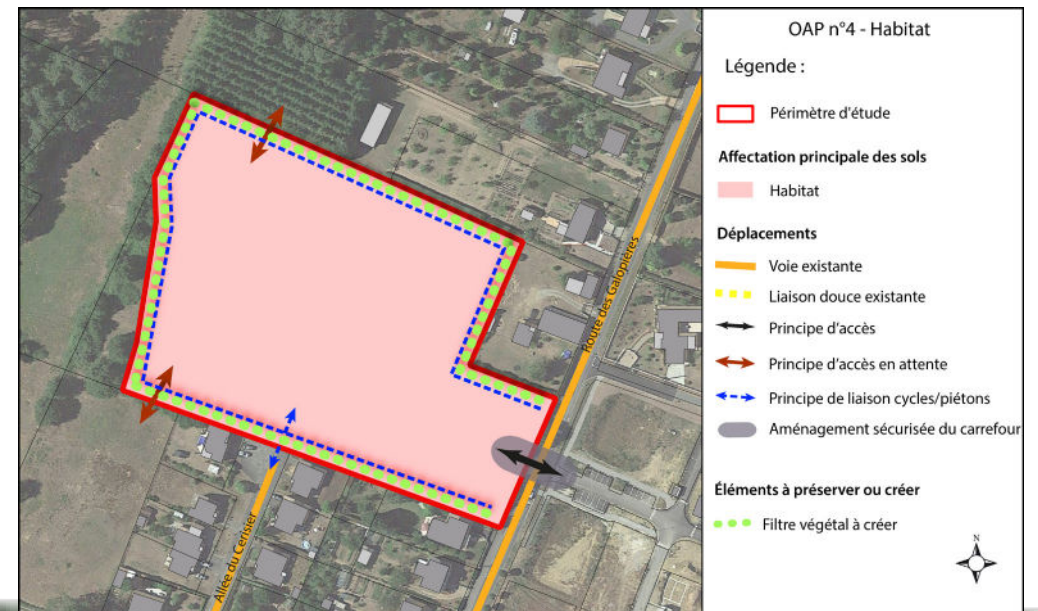 OAP n°4 - Habitat
Légende :
Périmètre d'étude
Affectation principale des sols
Habitat
Déplacements
Voie existante
Liaison douce existante
Principe d'accès
Principe d'accès en attente
Principe de liaison cycles/piétons
Aménagement sécurisée du carrefour
Éléments à préserver ou créer
Filtre végétal à créer
N
Route des Galopières
Allée du Cerisier